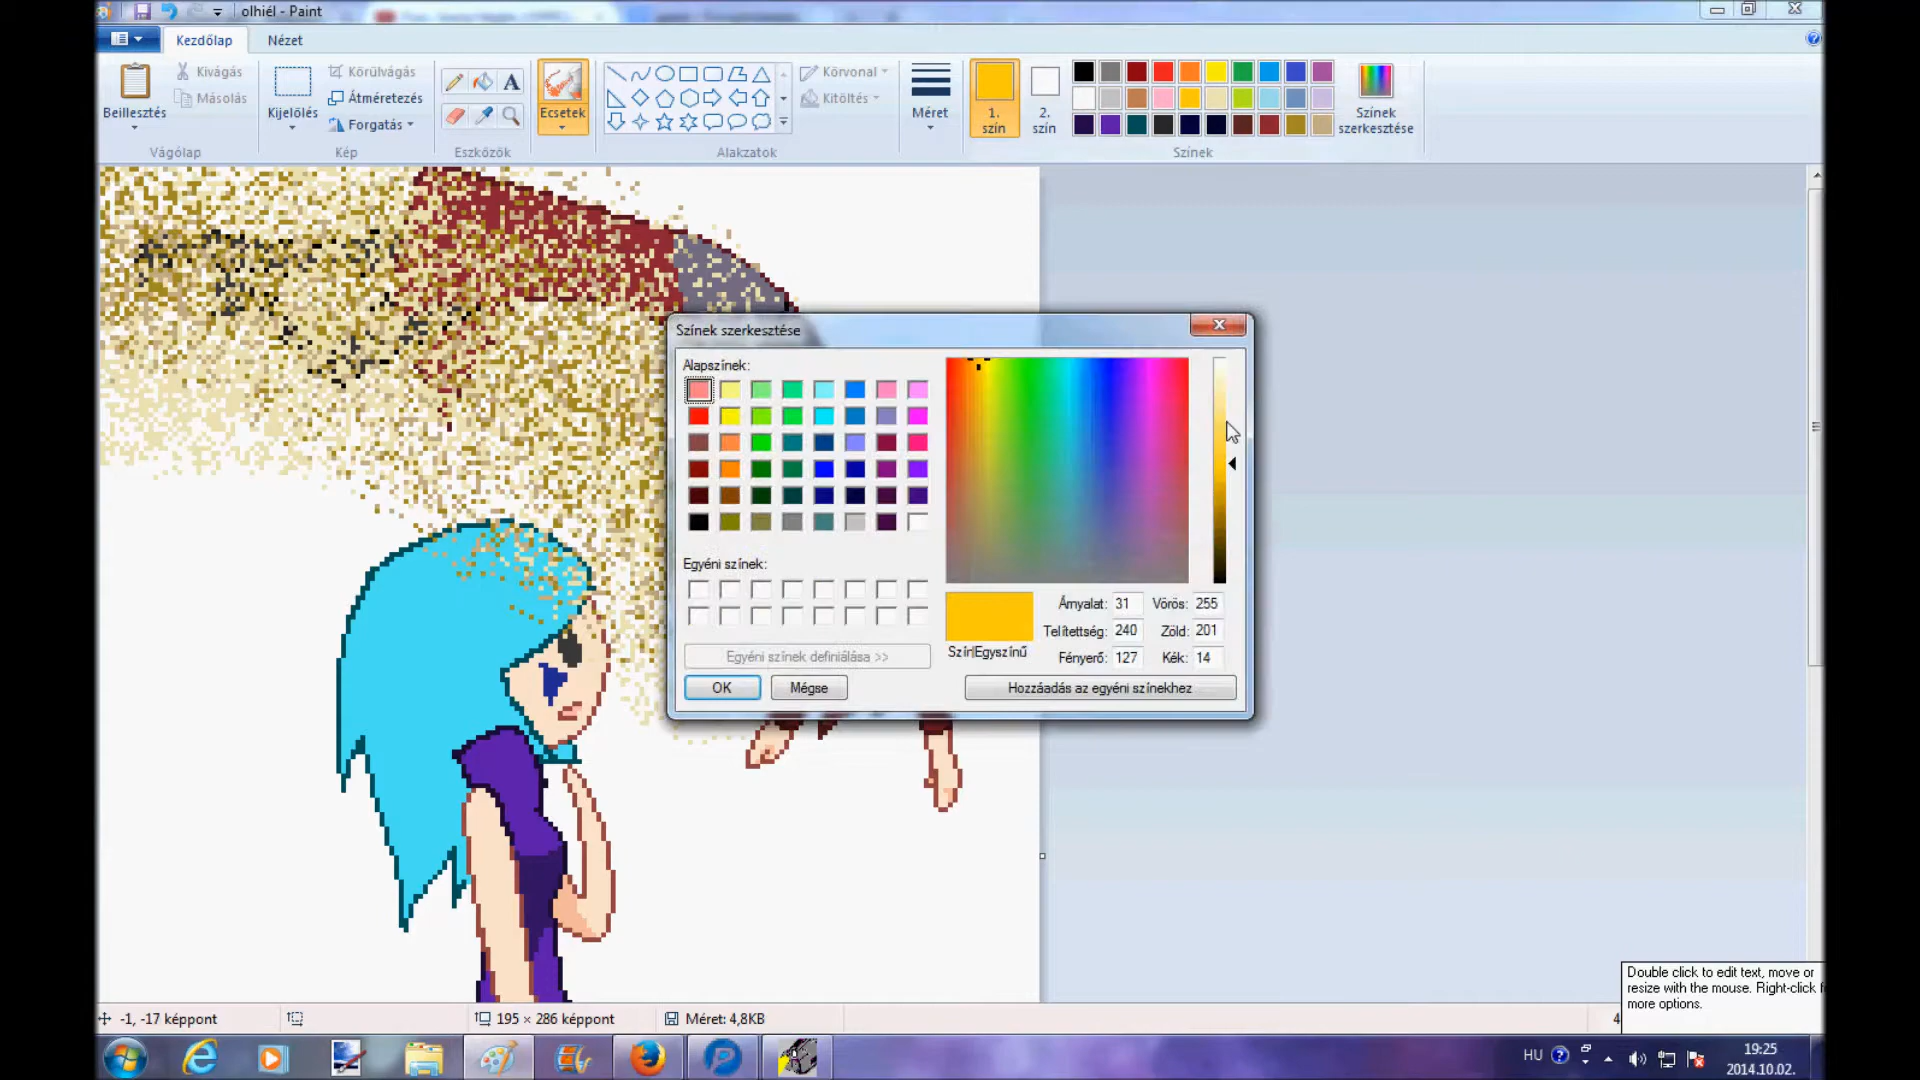 olhiél - Paint
Kezdőlap
Nézet
Beillesztés
Kivágás
Másolás
Vágólap
Kijelölés
Körülvágás
Átméretezés
Forgatás
Kép
A
Eszközök
Ecsetek
Körvonal
Kitöltés
Alakzatok
Méret
1.
szín
2.
szín
Színek
szerkesztése
Színek
Színek szerkesztése
Alapszínek:
Egyéni színek:
Egyéni színek definiálása >>
OK
Mégse
Szín|Egyszínű
Árnyalat: 31
Vörös: 255
Telítettség: 240
Zöld: 201
Fényerő: 127
Kék: 14
Hozzáadás az egyéni színekhez
Double click to edit text, move or
resize with the mouse. Right-click f
more options.
-1, -17 képpont
195 × 286 képpont
Méret: 4,8KB
4
HU
19:25
2014.10.02.